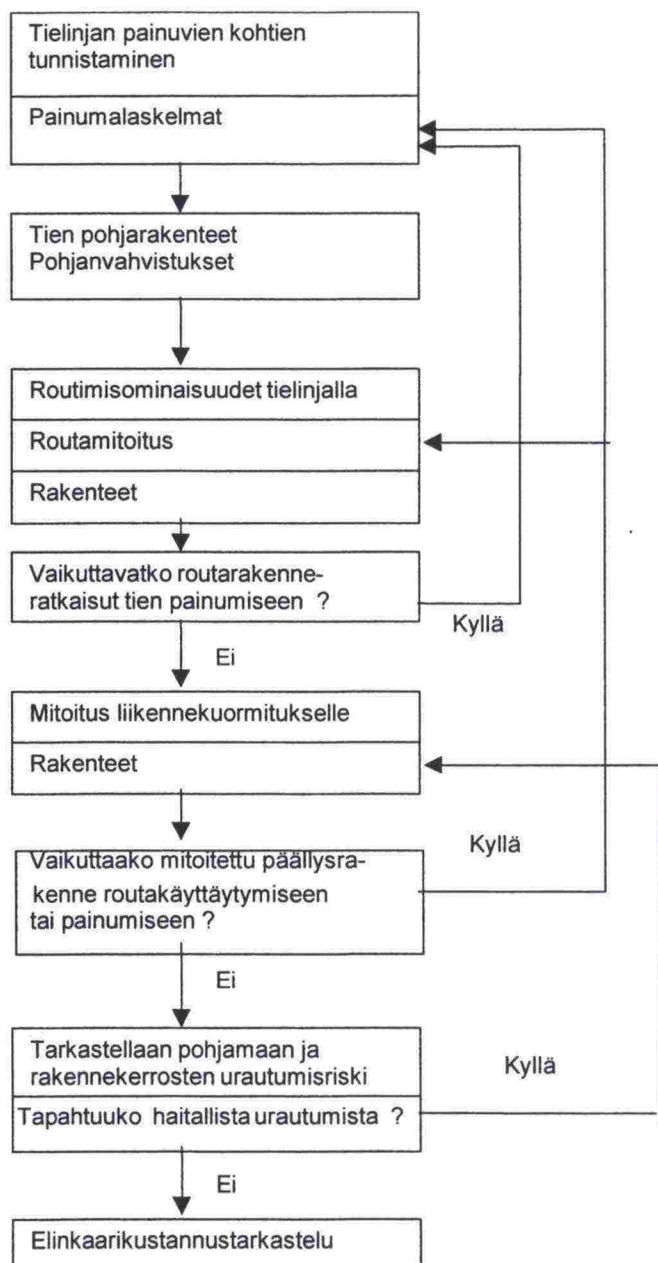 Tielinjan painuvien kohtien
tunnistaminen
Painumalaskelmat
Tien pohjarakenteet
Pohjanvahvistukset
Routimisominaisuudet tielinjalla
Routamitoitus
Rakenteet
Vaikuttavatko routarakenne-
ratkaisut tien painumiseen ?
Kyllä
Ei
Mitoitus liikennekuormitukselle
Rakenteet
Vaikuttaako mitoitettu päällysra-
kenne routakäyttäytymiseen
tai painumiseen ?
Kyllä
Ei
Tarkastellaan pohjamaan ja
rakennekerrosten urautumisriski
Tapahtuuko haitallista urautumista ?
Kyllä
Ei
Elinkaarikustannustarkastelu